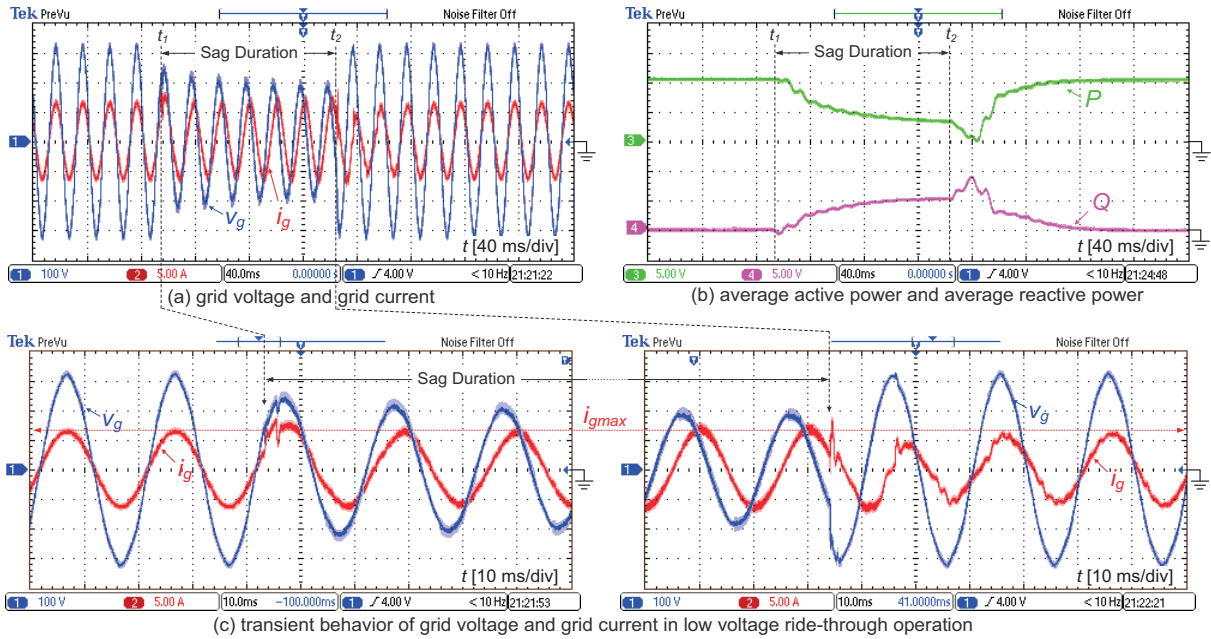 Tek PreVu Noise Filter Off
t1 t2
Sag Duration
1
vg ig
t [40 ms/div]
1 100 V 2 5.00 A 40.0ms 0.00000 s 1 4.00 V < 10 Hz 21:21:22
(a) grid voltage and grid current
Tek PreVu Noise Filter Off
t1 t2
Sag Duration
P
3
Q
4
t [40 ms/div]
3 5.00 V 4 5.00 V 40.0ms 0.00000 s 1 4.00 V < 10 Hz 21:24:48
(b) average active power and average reactive power
Tek PreVu Noise Filter Off
Sag Duration
vg
igmax
1
ig
t [10 ms/div]
1 100 V 2 5.00 A 10.0ms -100.000ms 1 4.00 V < 10 Hz 21:21:53
Tek PreVu Noise Filter Off
vg
1
ig
t [10 ms/div]
1 100 V 2 5.00 A 10.0ms 41.0000ms 1 4.00 V < 10 Hz 21:22:21
(c) transient behavior of grid voltage and grid current in low voltage ride-through operation